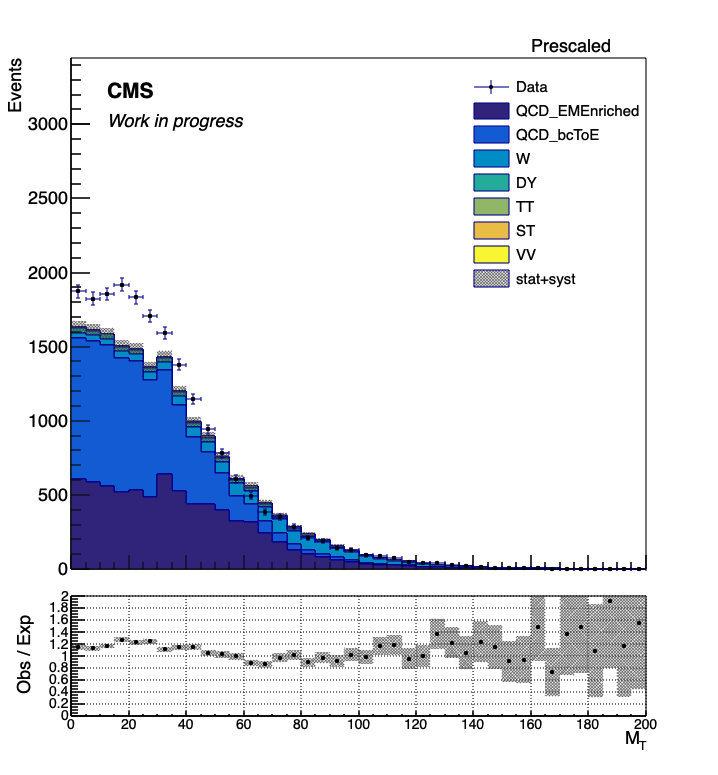 Prescaled
Events
CMS
Work in progress
Data
QCD_EMEnriched
QCD_bcToE
W
DY
TT
ST
VV
stat+syst
3000
2500
2000
1500
1000
500
0
Obs / Exp
2
1.8
1.6
1.4
1.2
1
0.8
0.6
0.4
0.2
0
0 20 40 60 80 100 120 140 160 180 200
M_T